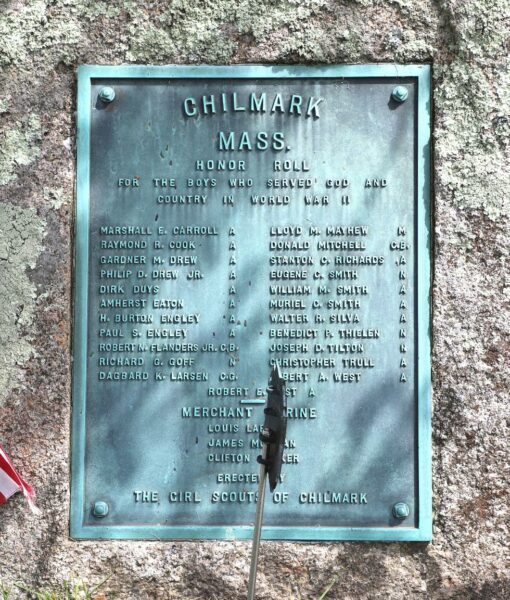 CHILMARK
MASS.
HONOR ROLL
FOR THE BOYS WHO SERVED GOD AND
COUNTRY IN WORLD WAR II
MARSHALL E. CARROLL A LLOYD M. MAYHEW M
RAYMOND R. COOK A DONALD MITCHELL C.B.
GARDNER M. DREW A STANTON C. RICHARDS A
PHILIP D. DREW JR. A EUGENE C. SMITH N
DIRK DUYS A WILLIAM M. SMITH A
AMHERST EATON A MURIEL C. SMITH A
H. BURTON ENGLEY A WALTER H. SILVA A
PAUL S. ENGLEY A BENEDICT P. THIELEN N
ROBERT N. FLANDERS JR. C.B. JOSEPH D. TILTON N
RICHARD G. GOFF N CHRISTOPHER TRULL A
DAGBARD K. LARSEN C.G. A. WEST A
ROBERT A
MERCHANT
LOUIS
JAMES
CLIFTON
THE GIRL SCOUTS OF CHILMARK